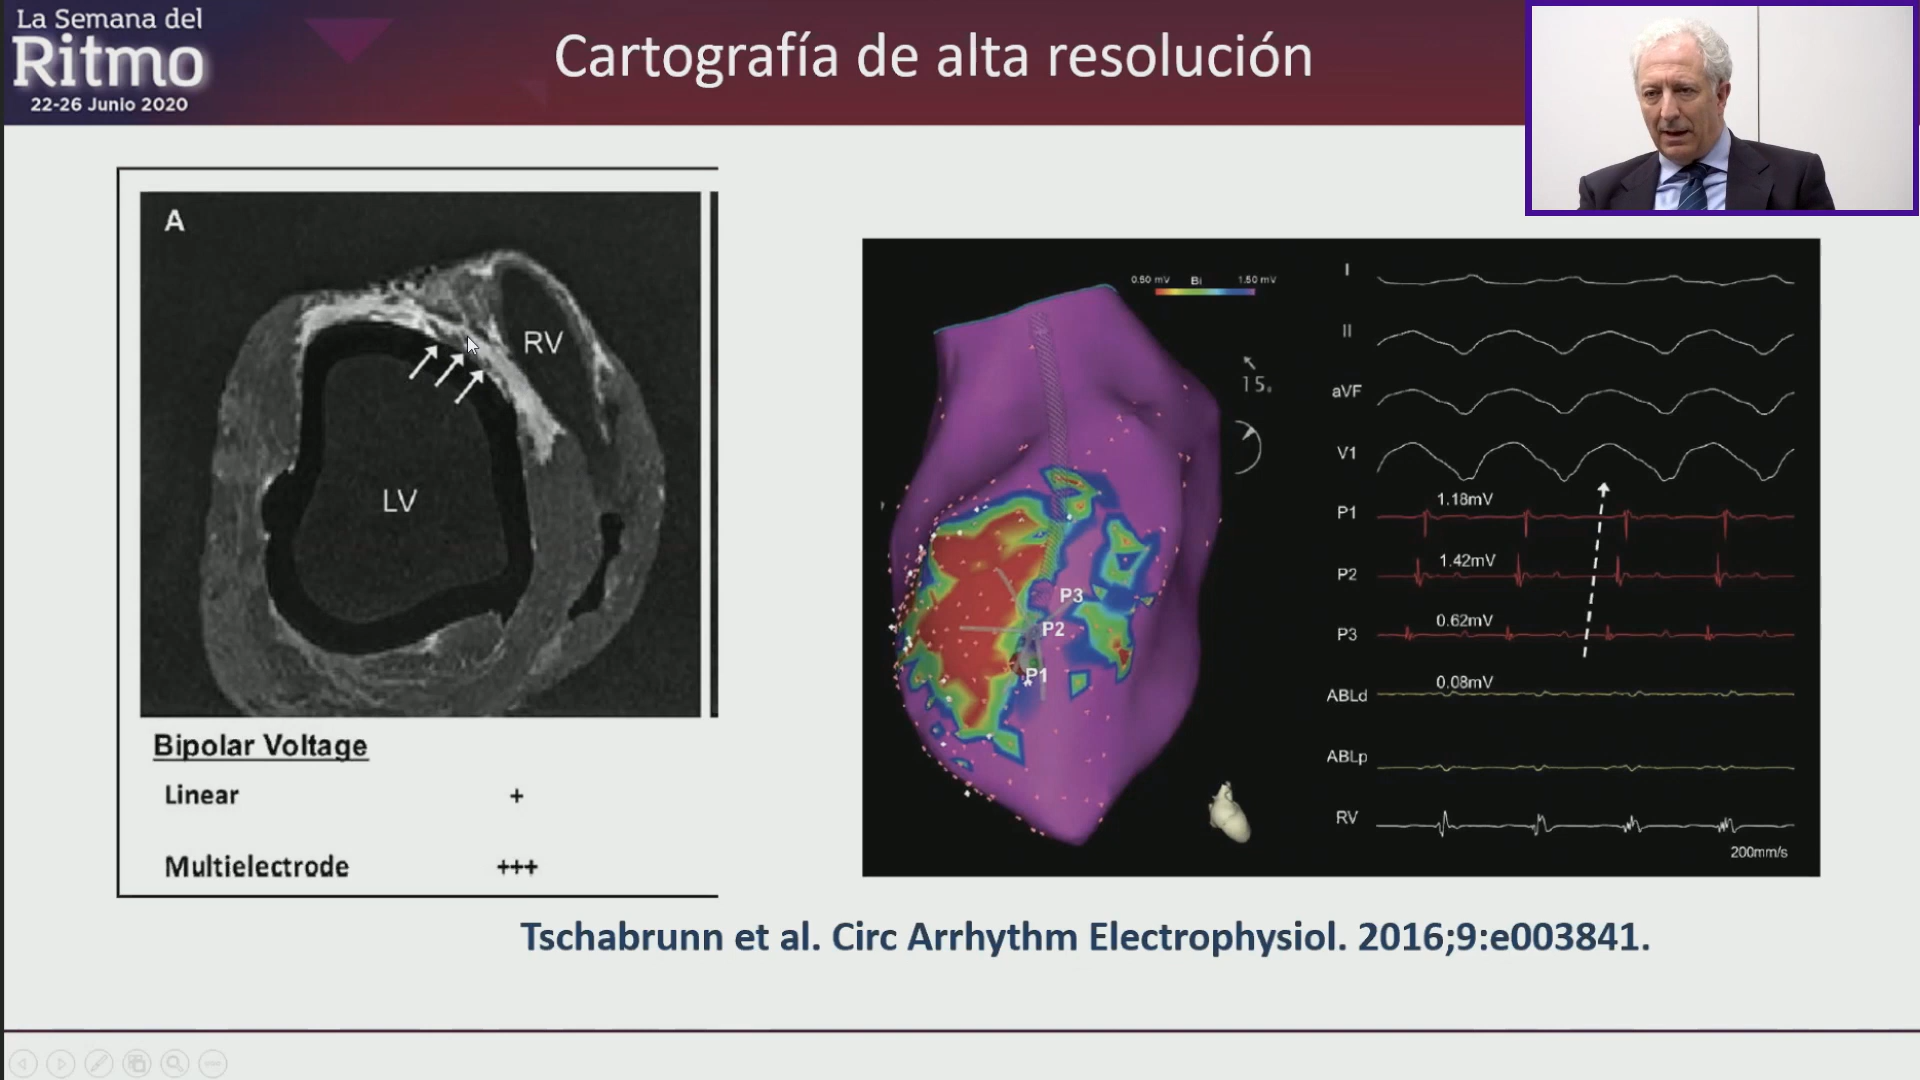 La Semana del
Ritmo
22-26 Junio 2020
Cartografía de alta resolución
A
RV
LV
Bipolar Voltage
Linear +
Multielectrode +++
0.50 mV Bi 1.50 mV
15°
P3
P2
P1
I
II
aVF
V1
P1 1.18mV
P2 1.42mV
P3 0.62mV
ABLd 0.08mV
ABLp
RV
200mm/s
Tschabrunn et al. Circ Arrhythm Electrophysiol. 2016;9:e003841.